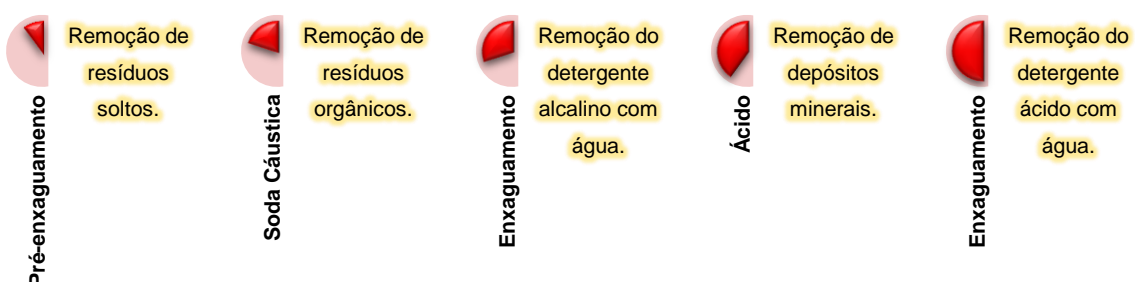 Pré-enxaguamento
Remoção de
resíduos
soltos.
Soda Cáustica
Remoção de
resíduos
orgânicos.
Enxaguamento
Remoção do
detergente
alcalino com
água.
Ácido
Remoção de
depósitos
minerais.
Enxaguamento
Remoção do
detergente
ácido com
água.